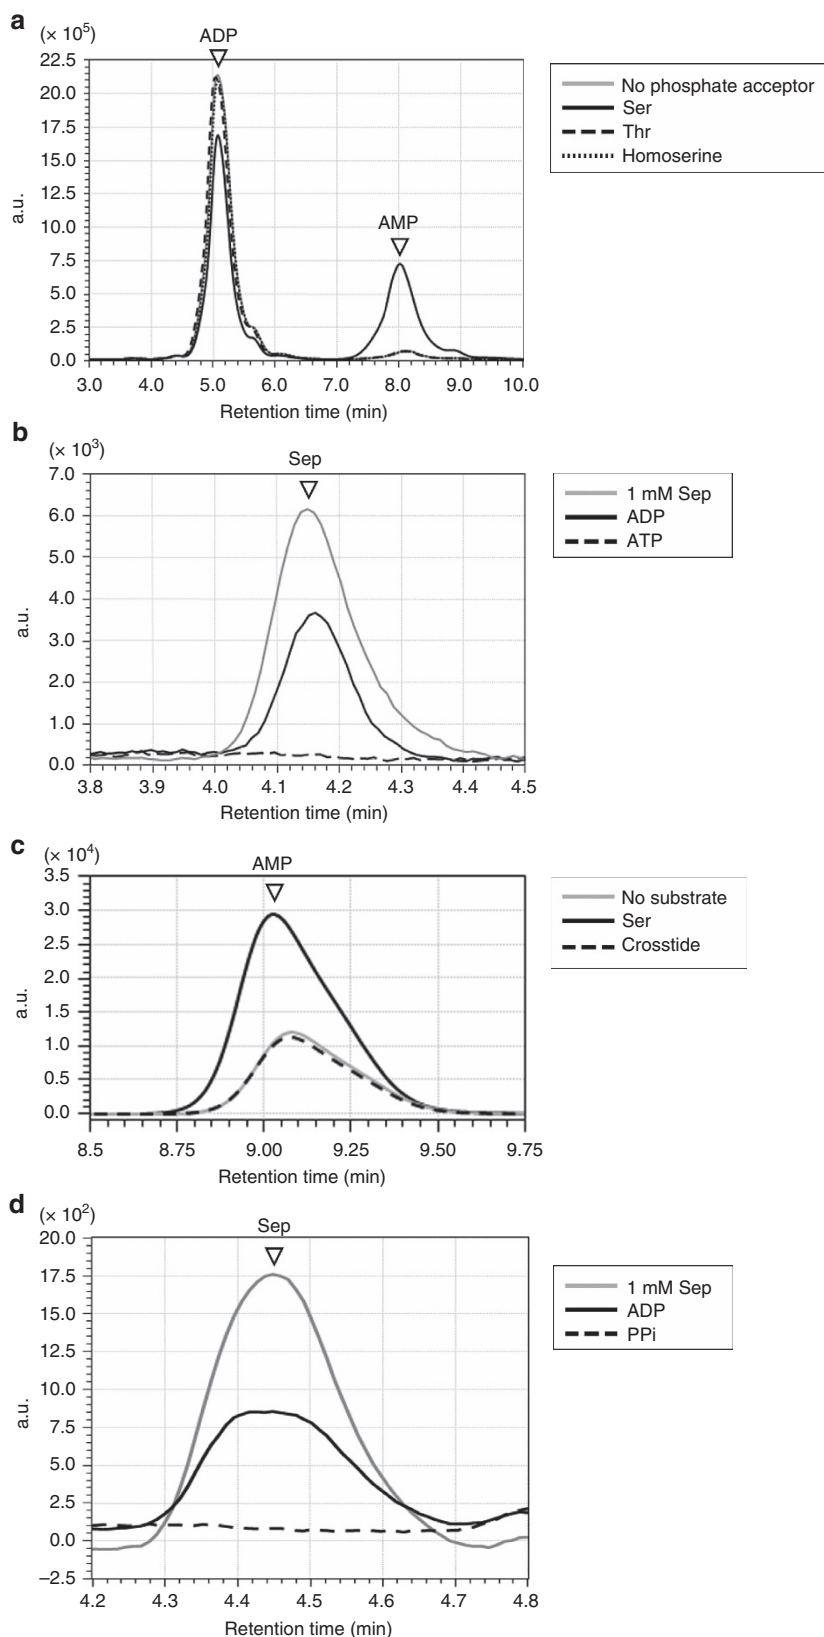 a
(× 10⁵)
ADP
22.5
20.0
17.5
15.0
12.5
10.0
7.5
5.0
2.5
0.0
a.u.
AMP
3.0 4.0 5.0 6.0 7.0 8.0 9.0 10.0
Retention time (min)
No phosphate acceptor
Ser
Thr
Homoserine
b
(× 10³)
Sep
7.0
6.0
5.0
4.0
3.0
2.0
1.0
0.0
a.u.
3.8 3.9 4.0 4.1 4.2 4.3 4.4 4.5
Retention time (min)
1 mM Sep
ADP
ATP
c
(× 10⁴)
AMP
3.5
3.0
2.5
2.0
1.5
1.0
0.5
0.0
a.u.
8.5 8.75 9.00 9.25 9.50 9.75
Retention time (min)
No substrate
Ser
Crosstide
d
(× 10²)
Sep
20.0
17.5
15.0
12.5
10.0
7.5
5.0
2.5
0.0
−2.5
a.u.
4.2 4.3 4.4 4.5 4.6 4.7 4.8
Retention time (min)
1 mM Sep
ADP
PPi